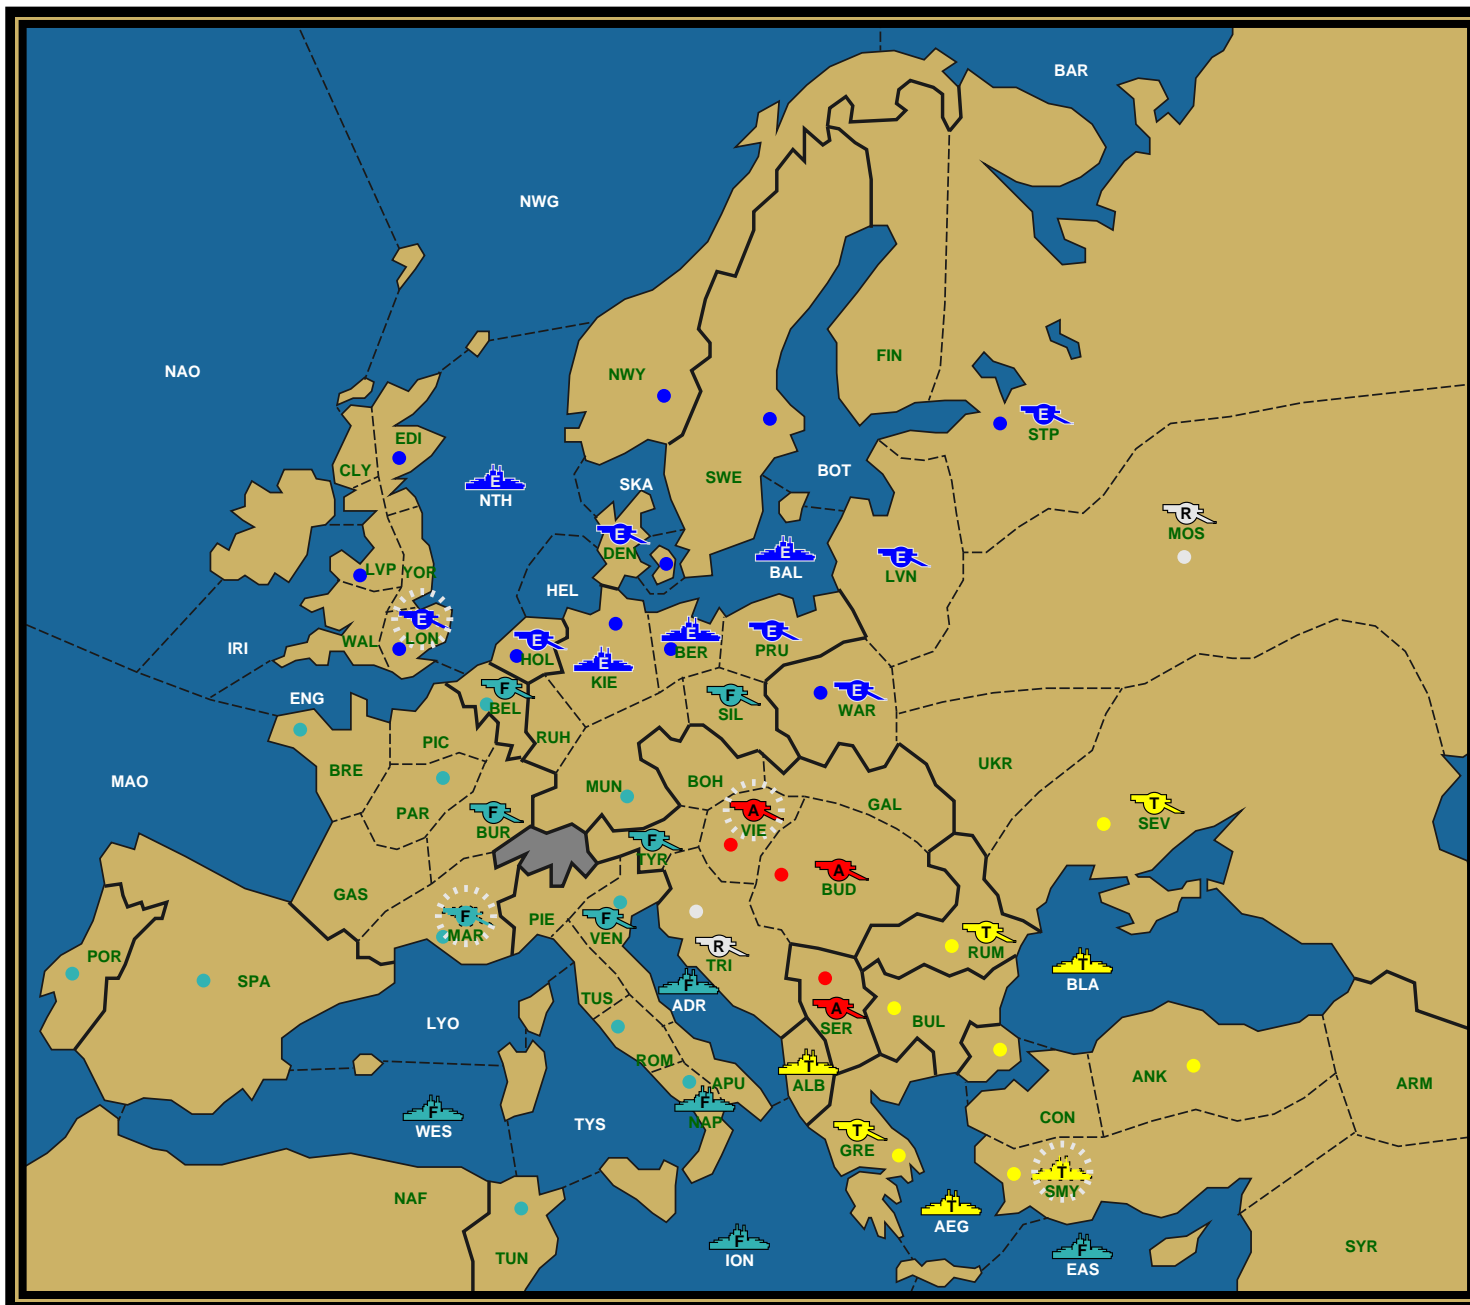 BAR
NWG
NAO
FIN
NWY
E
STP
EDI
CLY
SWE
BOT
SKA
E
NTH
R
MOS
E
DEN
E
BAL
E
LVN
LVP
YOR
HEL
E
LON
WAL
IRI
E
HOL
E
KIE
E
BER
E
PRU
F
BEL
F
SIL
E
WAR
ENG
PIC
RUH
BRE
MAO
PAR
MUN
BOH
UKR
GAL
F
BUR
A
VIE
T
SEV
F
TYR
A
BUD
GAS
F
MAR
PIE
F
VEN
R
TRI
T
RUM
POR
SPA
T
BLA
F
ADR
TUS
A
SER
BUL
LYO
ROM
APU
T
ALB
ANK
ARM
F
NAP
CON
F
WES
TYS
T
GRE
T
SMY
NAF
T
AEG
TUN
F
ION
F
EAS
SYR